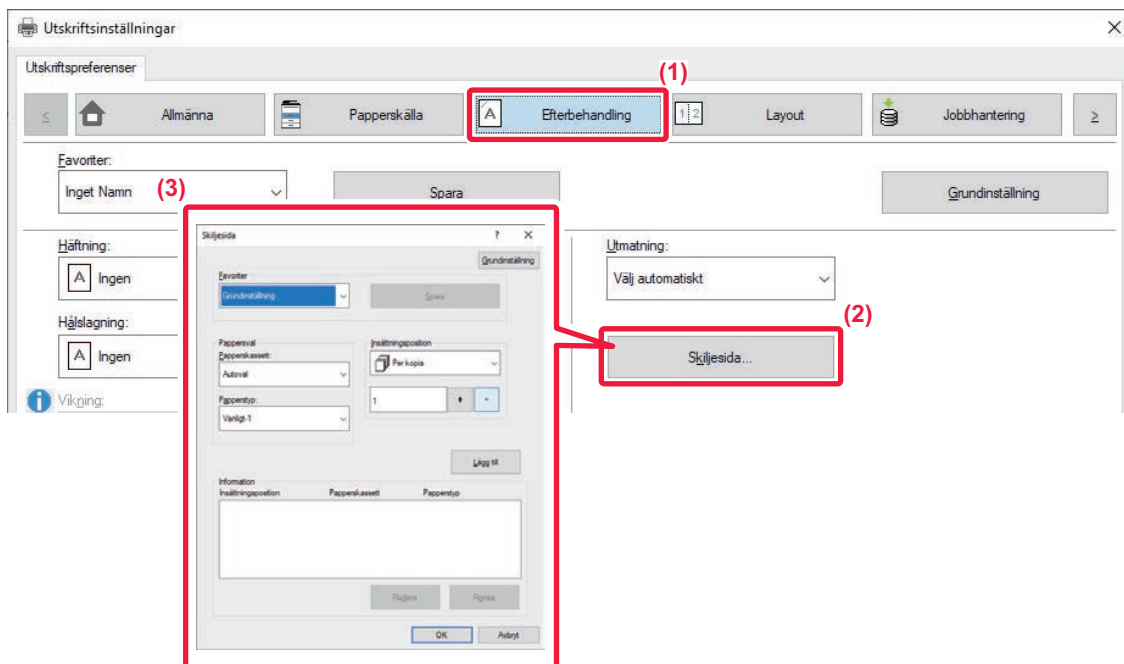 Utskriftsinställningar
Utskriftspreferenser
(1)
≤ Allmänna Papperskälla A Efterbehandling 1 2 Layout Jobbhantering ≥
Favoriter:
Inget Namn (3) Spara Grundinställning
Häftning:
A Ingen
Hålslagning:
A Ingen
Vikning:
Utmatning:
Välj automatiskt
(2)
Skiljesida...
Skiljesida ? ×
Grundinställning
Favoriter
Grundinställning Spara
Pappersval
Papperskassett:
Autoval
Papperstyp:
Vanligt-1
Insättningsposition
Per kopia
1 + -
Lägg till
Information
Insättningsposition Papperskassett Papperstyp
Radera Rensa
OK Avbryt